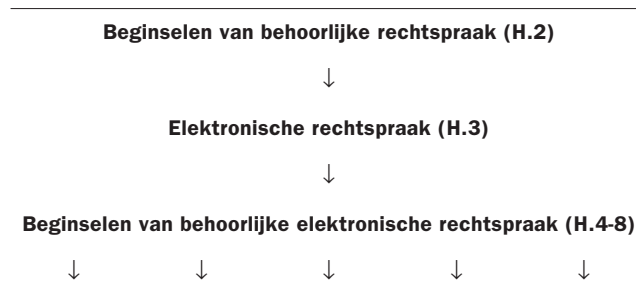 Beginselen van behoorlijke rechtspraak (H.2)
↓
Elektronische rechtspraak (H.3)
↓
Beginselen van behoorlijke elektronische rechtspraak (H.4-8)
↓ ↓ ↓ ↓ ↓